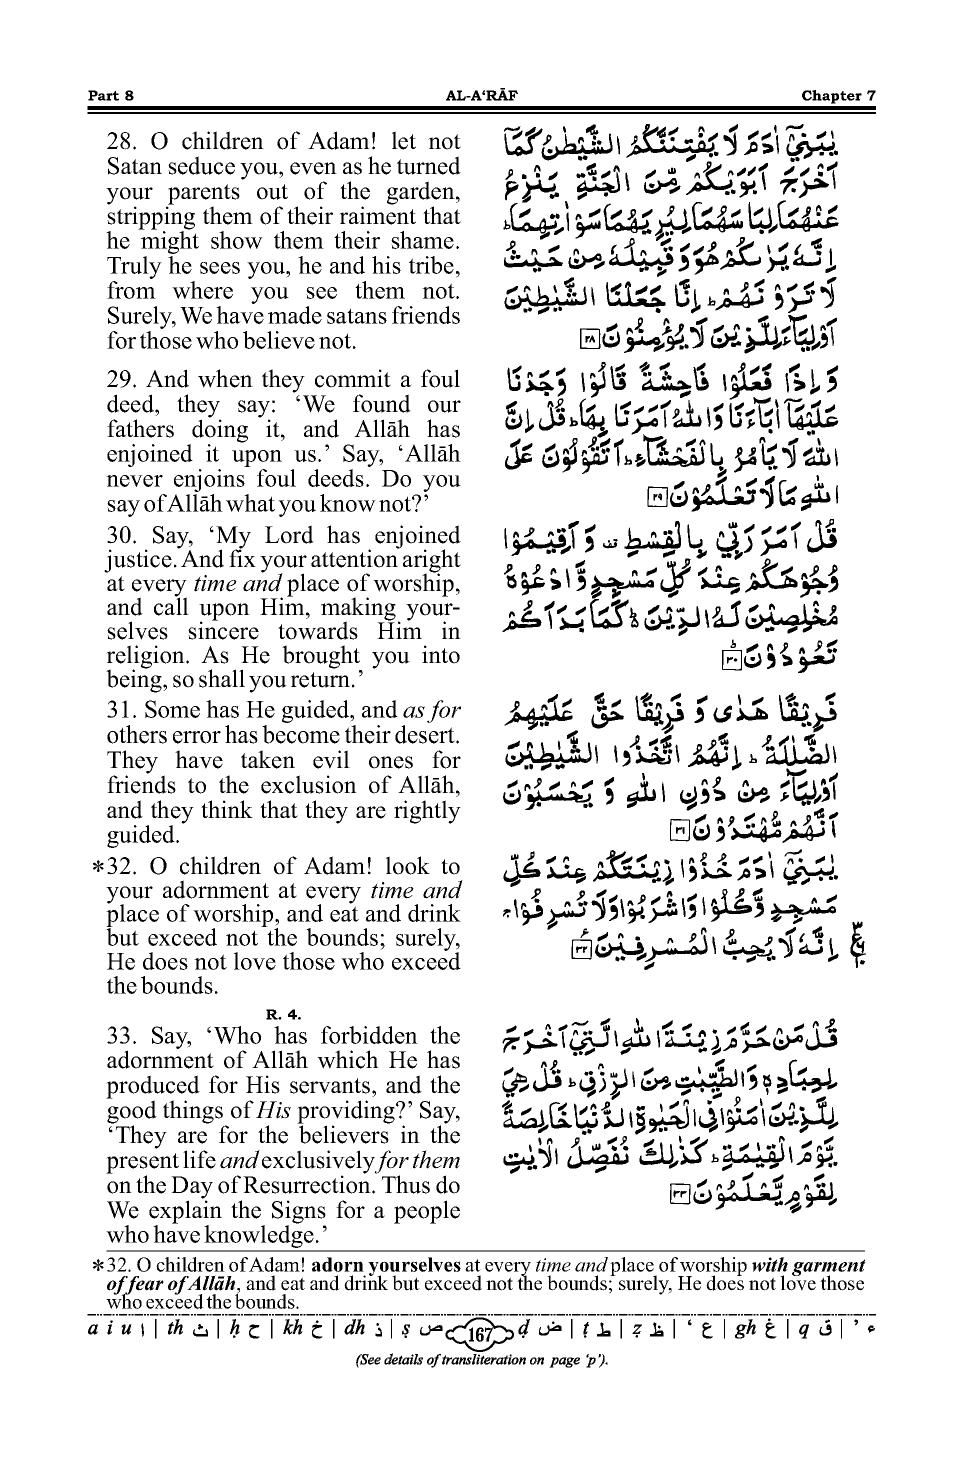 Part 8 AL-A‘RĀF Chapter 7
28. O children of Adam! let not
Satan seduce you, even as he turned
your parents out of the garden,
stripping them of their raiment that
he might show them their shame.
Truly he sees you, he and his tribe,
from where you see them not.
Surely, We have made satans friends
for those who believe not.
يٰبَنِيْۤ اٰدَمَ لَا يَفْتِنَنَّكُمُ الشَّيْطٰنُ كَمَاۤ
اَخْرَجَ اَبَوَيْكُمْ مِّنَ الْجَنَّةِ يَنْزِعُ
عَنْهُمَا لِبَاسَهُمَا لِيُرِيَهُمَا سَوْاٰتِهِمَا ؕ
اِنَّهٗ يَرٰىكُمْ هُوَ وَ قَبِيْلُهٗ مِنْ حَيْثُ
لَا تَرَوْنَهُمْ ؕ اِنَّا جَعَلْنَا الشَّيٰطِيْنَ
اَوْلِيَآءَ لِلَّذِيْنَ لَا يُؤْمِنُوْنَ ۲۸
29. And when they commit a foul
deed, they say: ‘We found our
fathers doing it, and Allāh has
enjoined it upon us.’ Say, ‘Allāh
never enjoins foul deeds. Do you
say of Allāh what you know not?’
وَ اِذَا فَعَلُوْا فَاحِشَةً قَالُوْا وَجَدْنَا
عَلَيْهَاۤ اٰبَآءَنَا وَ اللّٰهُ اَمَرَنَا بِهَا ؕ قُلْ اِنَّ
اللّٰهَ لَا يَاْمُرُ بِالْفَحْشَآءِ ؕ اَتَقُوْلُوْنَ عَلَى
اللّٰهِ مَا لَا تَعْلَمُوْنَ ۲۹
30. Say, ‘My Lord has enjoined
justice. And fix your attention aright
at every time and place of worship,
and call upon Him, making your-
selves sincere towards Him in
religion. As He brought you into
being, so shall you return.’
قُلْ اَمَرَ رَبِّيْ بِالْقِسْطِ ۟ وَ اَقِيْمُوْا
وُجُوْهَكُمْ عِنْدَ كُلِّ مَسْجِدٍ وَّ ادْعُوْهُ
مُخْلِصِيْنَ لَهُ الدِّيْنَ ؕ كَمَا بَدَاَكُمْ
تَعُوْدُوْنَ ۳۰
31. Some has He guided, and as for
others error has become their desert.
They have taken evil ones for
friends to the exclusion of Allāh,
and they think that they are rightly
guided.
فَرِيْقًا هَدٰى وَ فَرِيْقًا حَقَّ عَلَيْهِمُ
الضَّلٰلَةُ ؕ اِنَّهُمُ اتَّخَذُوا الشَّيٰطِيْنَ
اَوْلِيَآءَ مِنْ دُوْنِ اللّٰهِ وَ يَحْسَبُوْنَ
اَنَّهُمْ مُّهْتَدُوْنَ ۳۱
*32. O children of Adam! look to
your adornment at every time and
place of worship, and eat and drink
but exceed not the bounds; surely,
He does not love those who exceed
the bounds.
يٰبَنِيْۤ اٰدَمَ خُذُوْا زِيْنَتَكُمْ عِنْدَ كُلِّ
مَسْجِدٍ وَّ كُلُوْا وَ اشْرَبُوْا وَ لَا تُسْرِفُوْا ۚ
اِنَّهٗ لَا يُحِبُّ الْمُسْرِفِيْنَ ۳۲
R. 4.
33. Say, ‘Who has forbidden the
adornment of Allāh which He has
produced for His servants, and the
good things of His providing?’ Say,
‘They are for the believers in the
present life and exclusively for them
on the Day of Resurrection. Thus do
We explain the Signs for a people
who have knowledge.’
قُلْ مَنْ حَرَّمَ زِيْنَةَ اللّٰهِ الَّتِيْۤ اَخْرَجَ
لِعِبَادِهٖ وَ الطَّيِّبٰتِ مِنَ الرِّزْقِ ؕ قُلْ هِيَ
لِلَّذِيْنَ اٰمَنُوْا فِي الْحَيٰوةِ الدُّنْيَا خَالِصَةً
يَّوْمَ الْقِيٰمَةِ ؕ كَذٰلِكَ نُفَصِّلُ الْاٰيٰتِ
لِقَوْمٍ يَّعْلَمُوْنَ ۳۳
*32. O children of Adam! adorn yourselves at every time and place of worship with garment
of fear of Allāh, and eat and drink but exceed not the bounds; surely, He does not love those
who exceed the bounds.
a i u ا | th ث | ḥ ح | kh خ | dh ذ | ṣ ص 167 ḍ ض | ṭ ط | ẓ ظ | ‘ ع | gh غ | q ق | ’ ء
(See details of transliteration on page ‘p’).